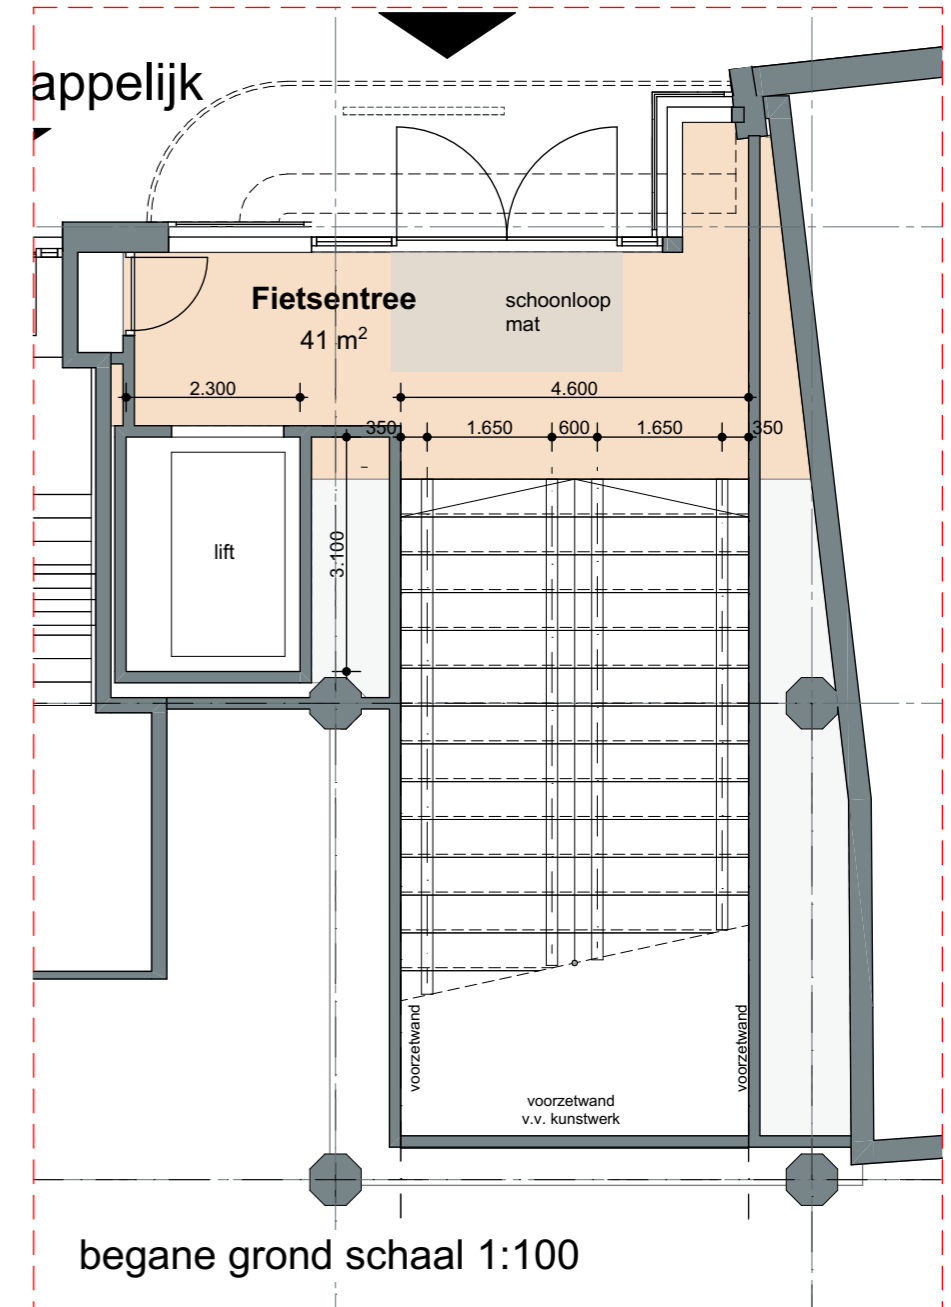 appelijk
Fietsentree
41 m²
schoonloop
mat
2.300
4.600
350
1.650
600
1.650
350
3.100
lift
voorzetwand
voorzetwand
voorzetwand
v.v. kunstwerk
begane grond schaal 1:100